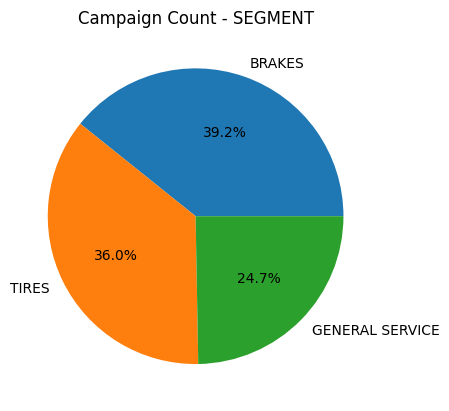 Campaign Count - SEGMENT
BRAKES
39.2%
36.0%
24.7%
TIRES
GENERAL SERVICE